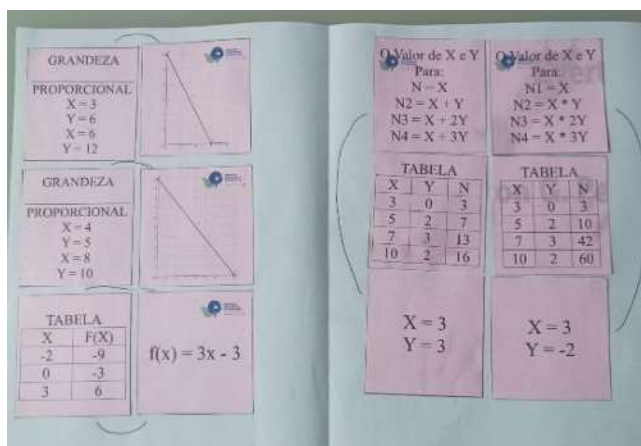 GRANDEZA
PROPORCIONAL
X = 3
Y = 6
X = 6
Y = 12
GRANDEZA
PROPORCIONAL
X = 4
Y = 5
X = 8
Y = 10
TABELA
X F(X)
-2 -9
0 -3
3 6
f(x) = 3x - 3
O Valor de X e Y
Para:
N = X
N2 = X + Y
N3 = X + 2Y
N4 = X + 3Y
TABELA
X Y N
3 0 3
5 2 7
7 3 13
10 2 16
X = 3
Y = 3
O Valor de X e Y
Para:
N1 = X
N2 = X * Y
N3 = X * 2Y
N4 = X * 3Y
TABELA
X Y N
3 0 3
5 2 10
7 3 42
10 2 60
X = 3
Y = -2